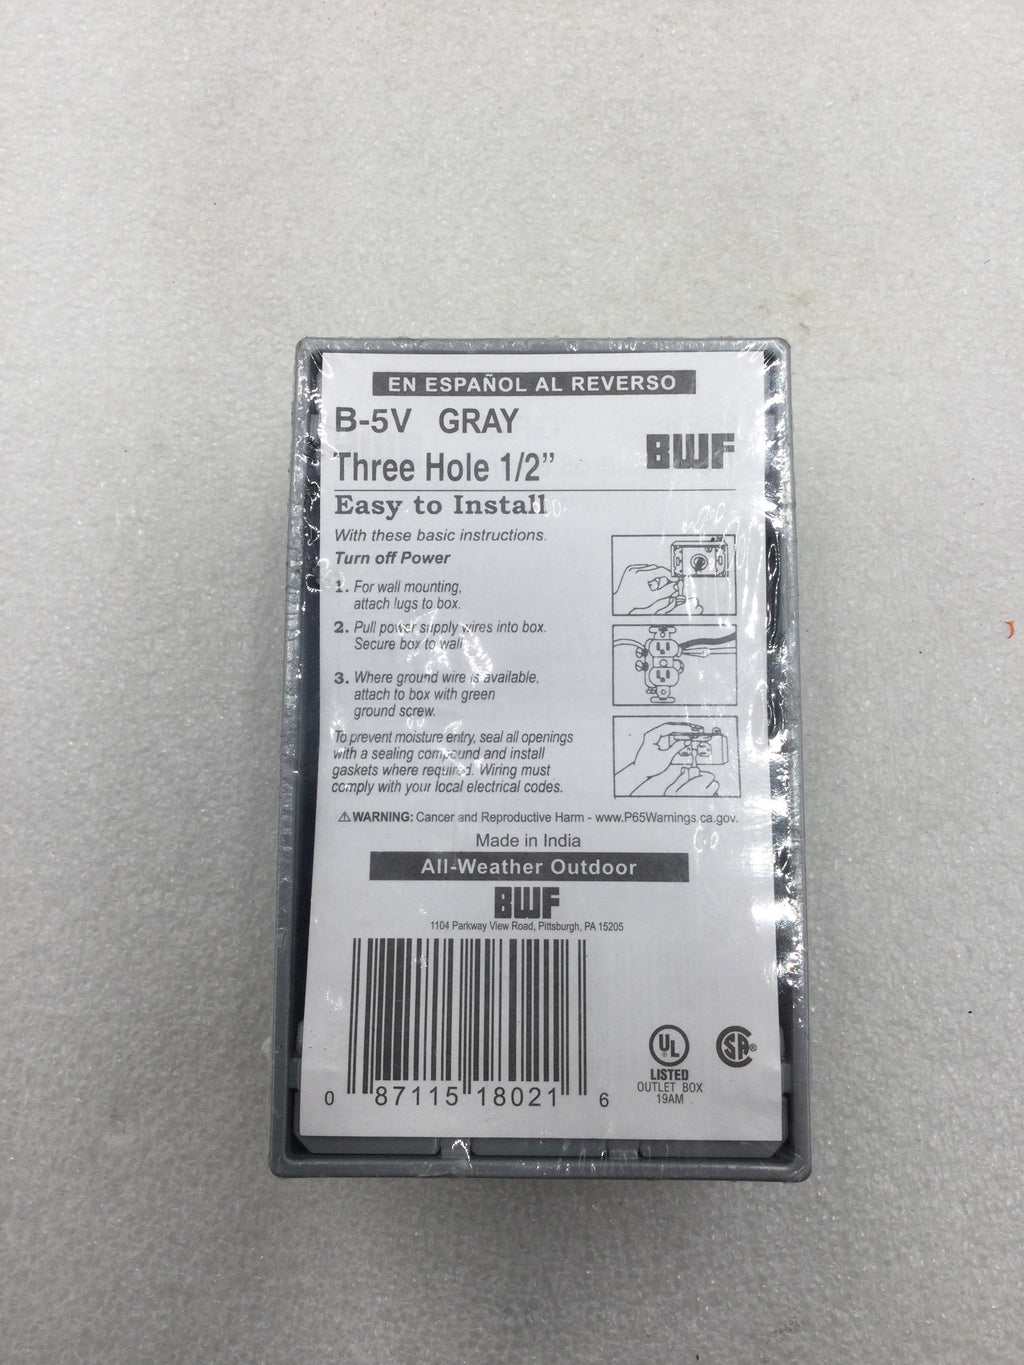 EN ESPAÑOL AL REVERSO
B-5V GRAY
Three Hole 1/2”
BWF
Easy to Install
With these basic instructions.
Turn off Power
1. For wall mounting,
attach lugs to box.
2. Pull power supply wires into box.
Secure box to wall
3. Where ground wire is available,
attach to box with green
ground screw.
To prevent moisture entry, seal all openings
with a sealing compound and install
gaskets where required. Wiring must
comply with your local electrical codes.
⚠WARNING: Cancer and Reproductive Harm - www.P65Warnings.ca.gov.
Made in India
All-Weather Outdoor
BWF
1104 Parkway View Road, Pittsburgh, PA 15205
0 87115 18021 6
UL
LISTED
OUTLET BOX
19AM
SA®